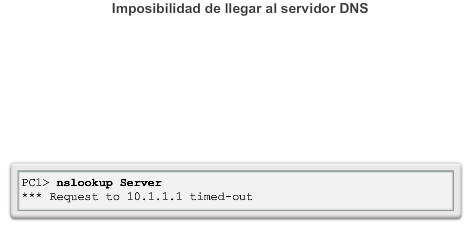 Imposibilidad de llegar al servidor DNS
PC1> nslookup Server
*** Request to 10.1.1.1 timed-out